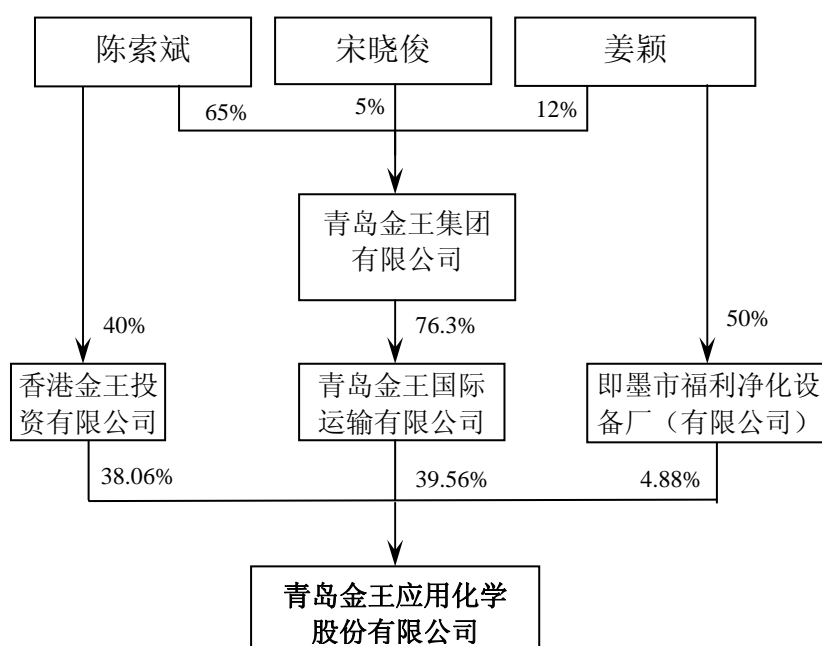 陈索斌
宋晓俊
姜颖
65%
5%
12%
青岛金王集团
有限公司
40%
76.3%
50%
香港金王投
资有限公司
青岛金王国际
运输有限公司
即墨市福利净化设
备厂（有限公司）
38.06%
39.56%
4.88%
青岛金王应用化学
股份有限公司